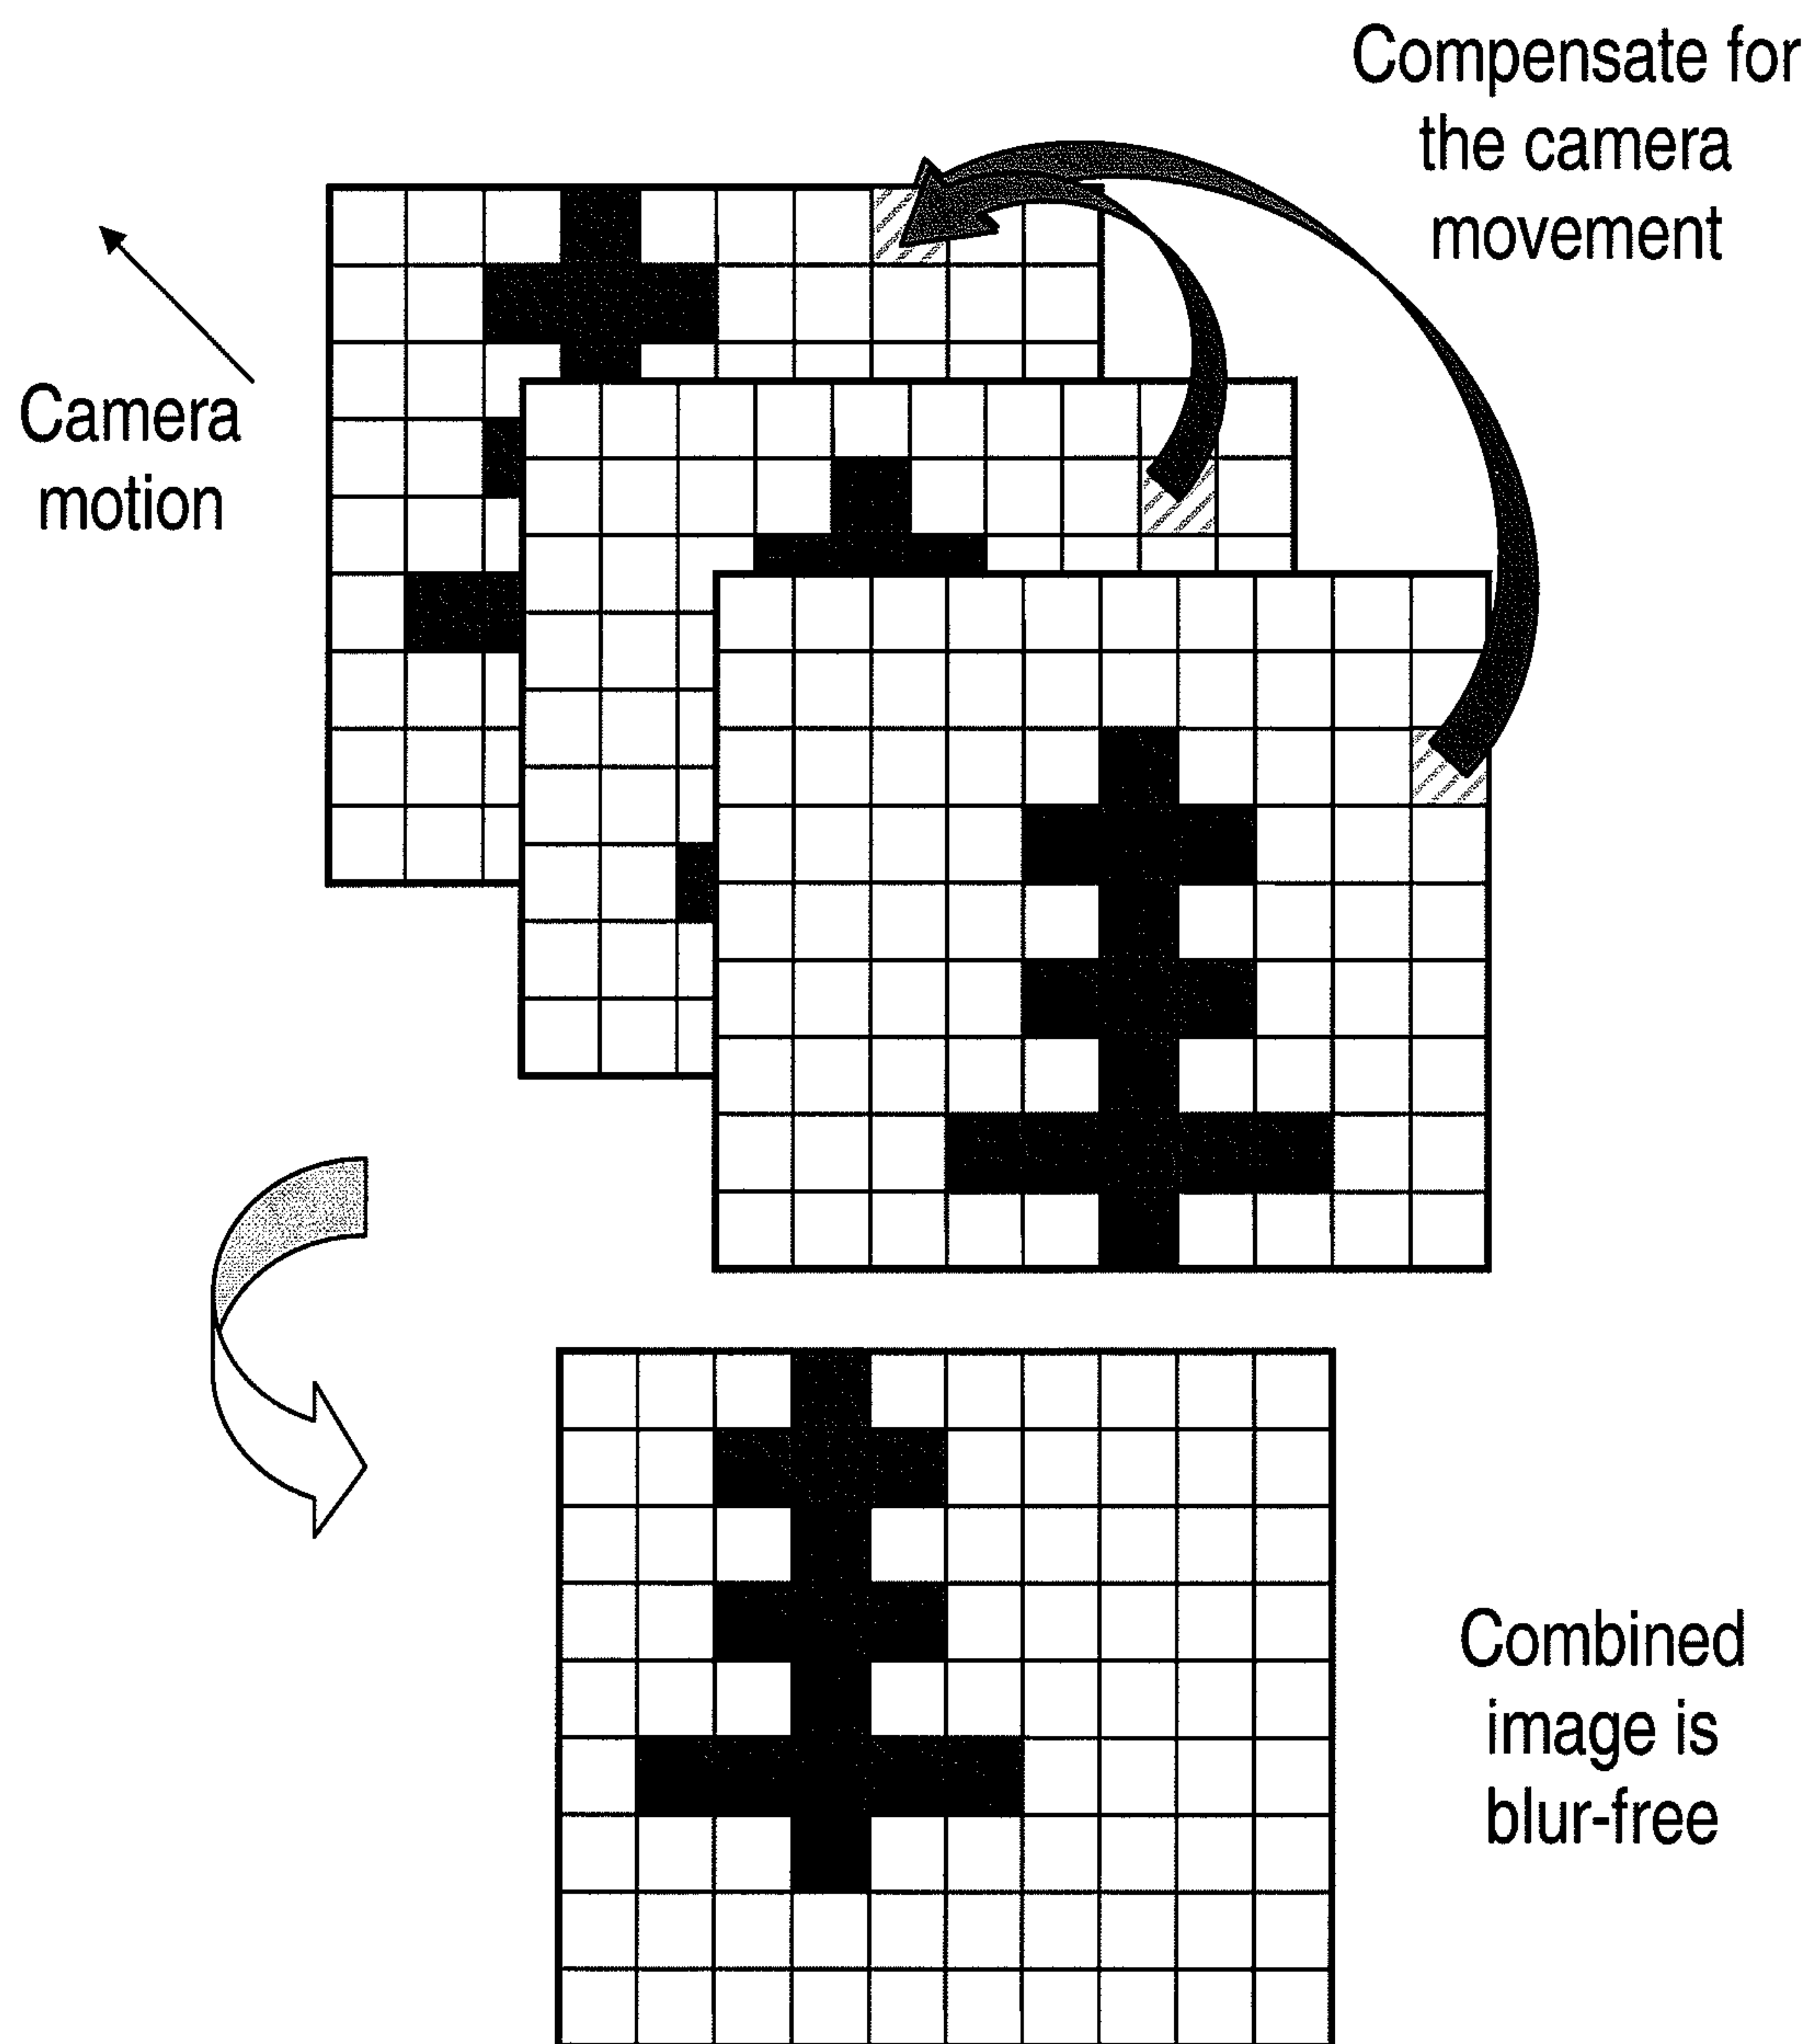 Compensate for
the camera
movement
Camera
motion
Combined
image is
blur-free